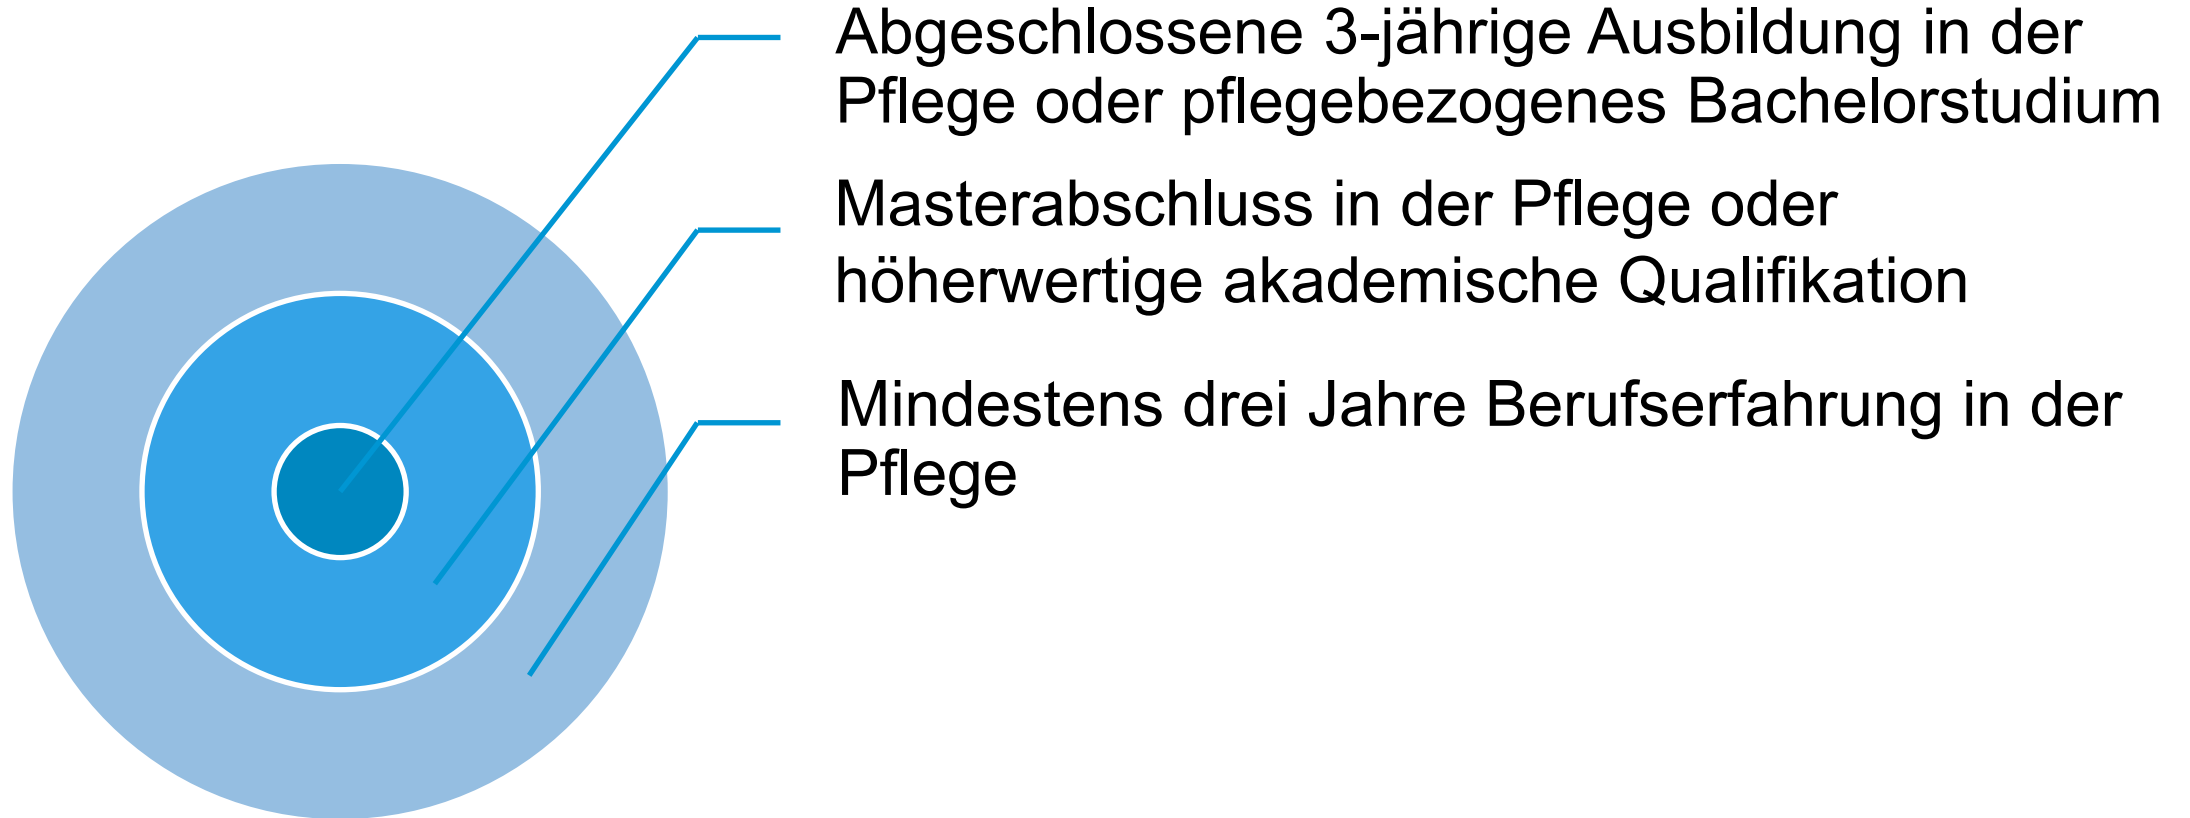 Abgeschlossene 3-jährige Ausbildung in der
Pflege oder pflegebezogenes Bachelorstudium
Masterabschluss in der Pflege oder
höherwertige akademische Qualifikation
Mindestens drei Jahre Berufserfahrung in der
Pflege